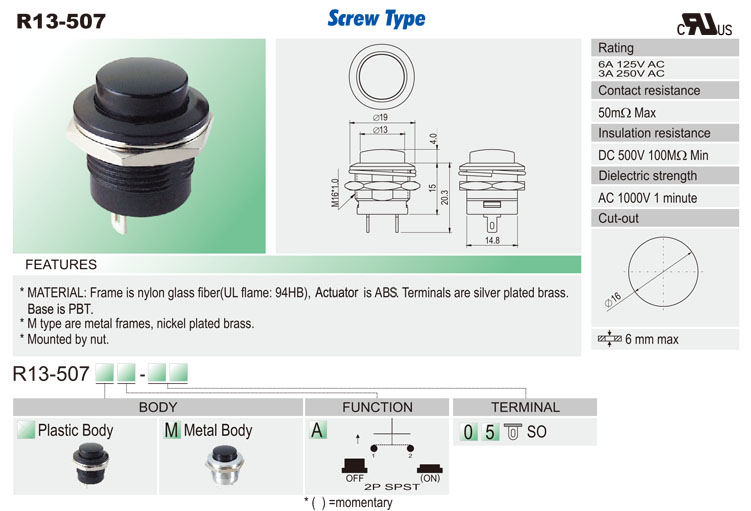 R13-507
Screw Type
C RU US
Rating
6A 125V AC
3A 250V AC
Contact resistance
50mΩ Max
Insulation resistance
DC 500V 100MΩ Min
Dielectric strength
AC 1000V 1 minute
Cut-out
Ø16
6 mm max
Ø19
Ø13
4.0
M16*1.0
15
20.3
14.8
FEATURES
* MATERIAL: Frame is nylon glass fiber(UL flame: 94HB), Actuator is ABS. Terminals are silver plated brass.
Base is PBT.
* M type are metal frames, nickel plated brass.
* Mounted by nut.
R13-507 -
BODY
FUNCTION
TERMINAL
Plastic Body
M Metal Body
A
1 2
OFF (ON)
2P SPST
0 5 SO
* ( ) =momentary